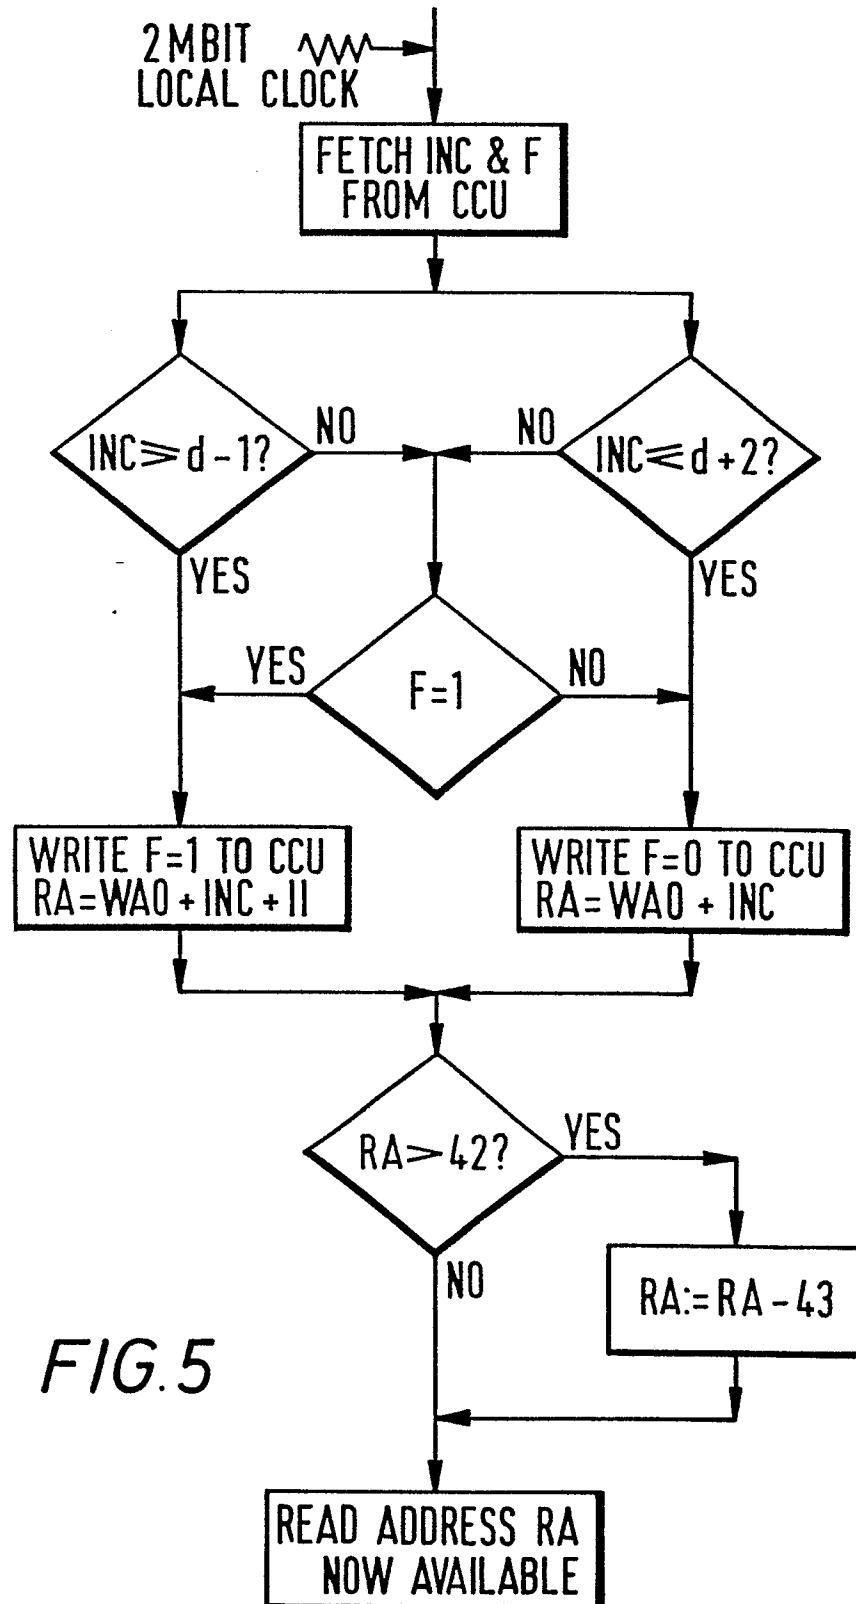 2MBIT
LOCAL CLOCK
FETCH INC & F
FROM CCU
INC⩾d-1?
NO
NO
INC⩽d+2?
YES
YES
YES
F=1
NO
WRITE F=1 TO CCU
RA=WAO+INC+11
WRITE F=0 TO CCU
RA=WAO + INC
RA>42?
YES
NO
RA:=RA-43
FIG.5
READ ADDRESS RA
NOW AVAILABLE